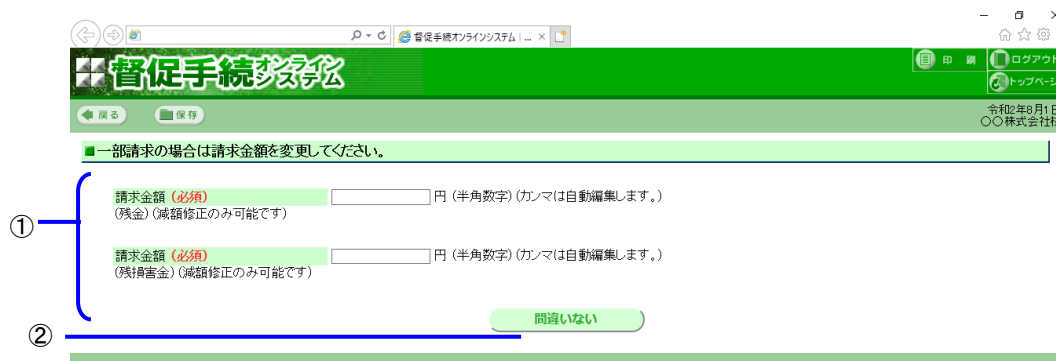 督促手続オンラインシステム | ...
督促手続オンラインシステム
印 刷
ログアウト
トップページ
戻る
保存
令和2年8月1日
○○株式会社様
■一部請求の場合は請求金額を変更してください。
①
請求金額 (必須) 円 (半角数字) (カンマは自動編集します。)
(残金) (減額修正のみ可能です)
請求金額 (必須) 円 (半角数字) (カンマは自動編集します。)
(残損害金) (減額修正のみ可能です)
間違いない
②